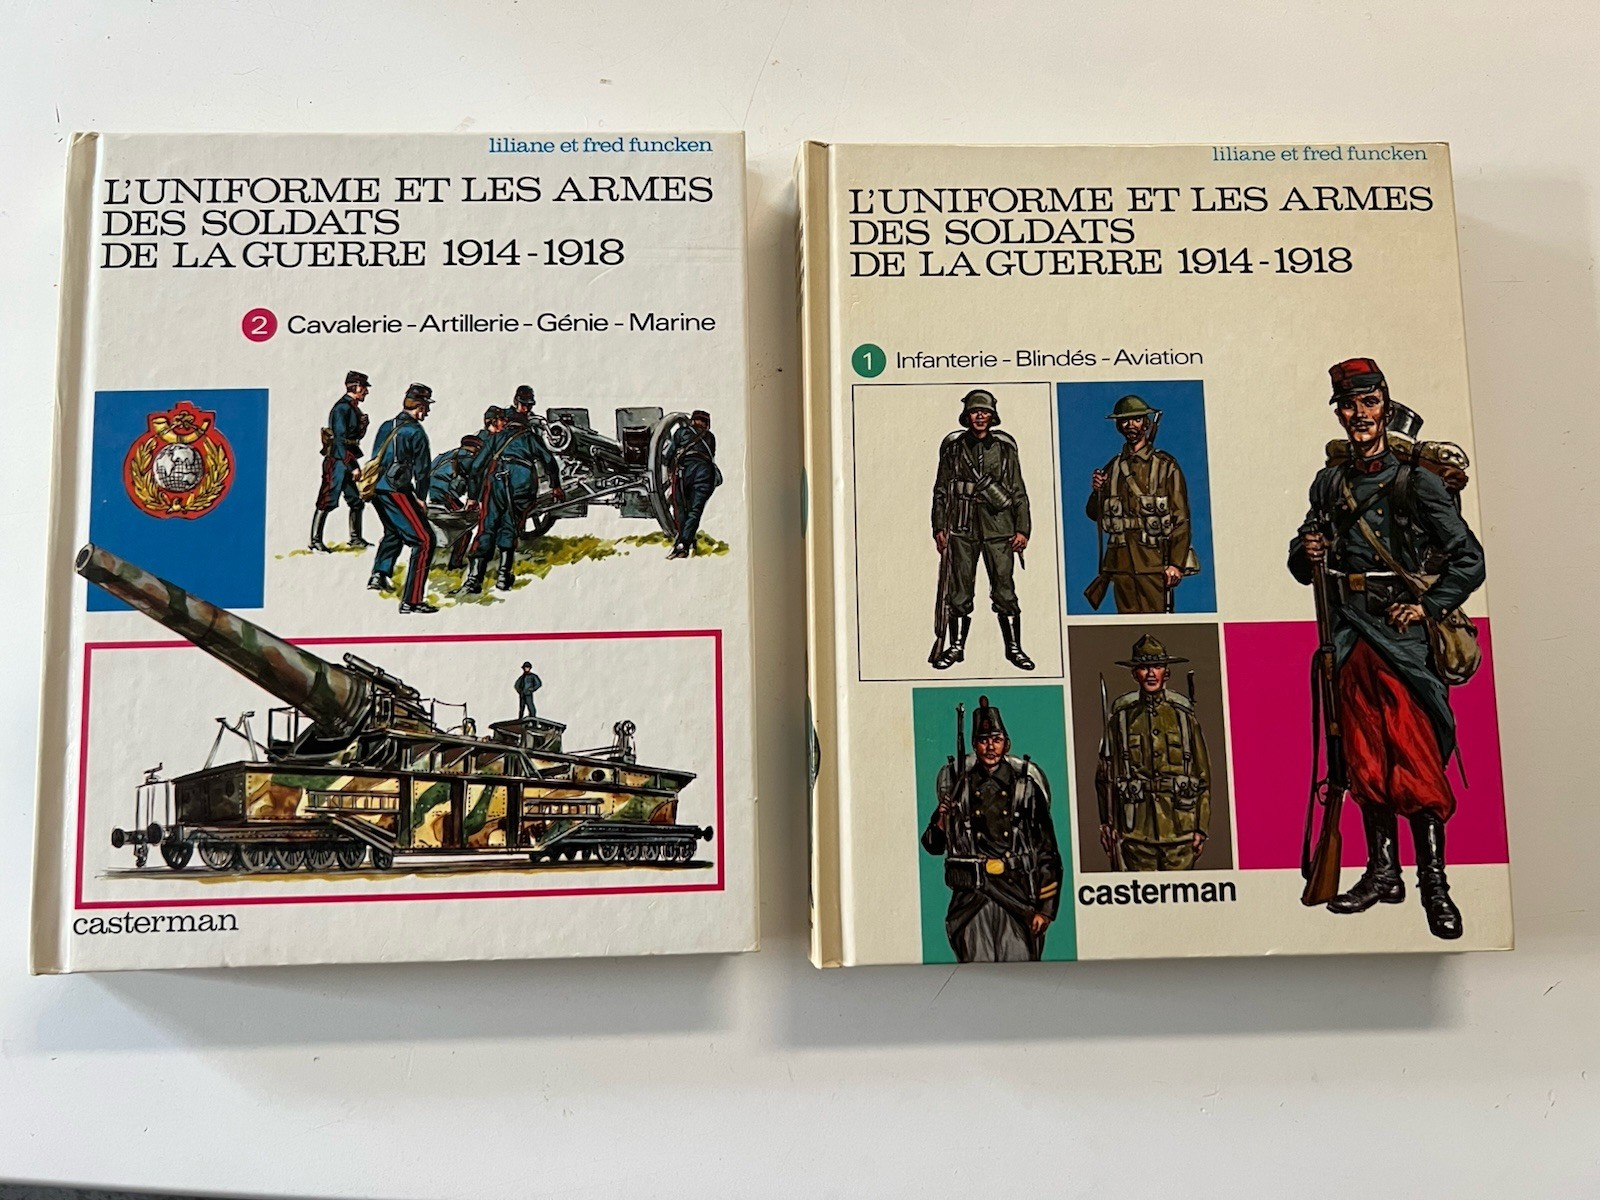 liliane et fred funcken
L'UNIFORME ET LES ARMES
DES SOLDATS
DE LA GUERRE 1914-1918
2 Cavalerie - Artillerie - Génie - Marine
casterman
liliane et fred funcken
L'UNIFORME ET LES ARMES
DES SOLDATS
DE LA GUERRE 1914-1918
1 Infanterie - Blindés - Aviation
casterman